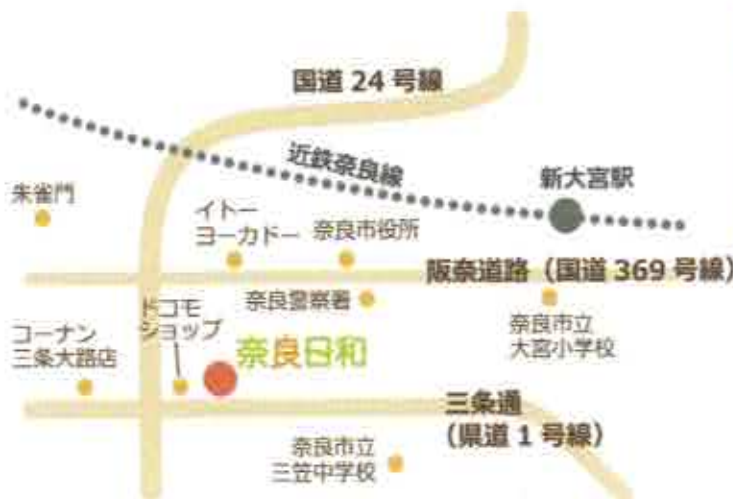 国道 24 号線
近鉄奈良線
新大宮駅
朱雀門
イトー
ヨーカドー
奈良市役所
阪奈道路（国道 369 号線）
奈良警察署
奈良市立
大宮小学校
ドコモ
ショップ
コーナン
三条大路店
奈良日和
三条通
（県道 1 号線）
奈良市立
三笠中学校